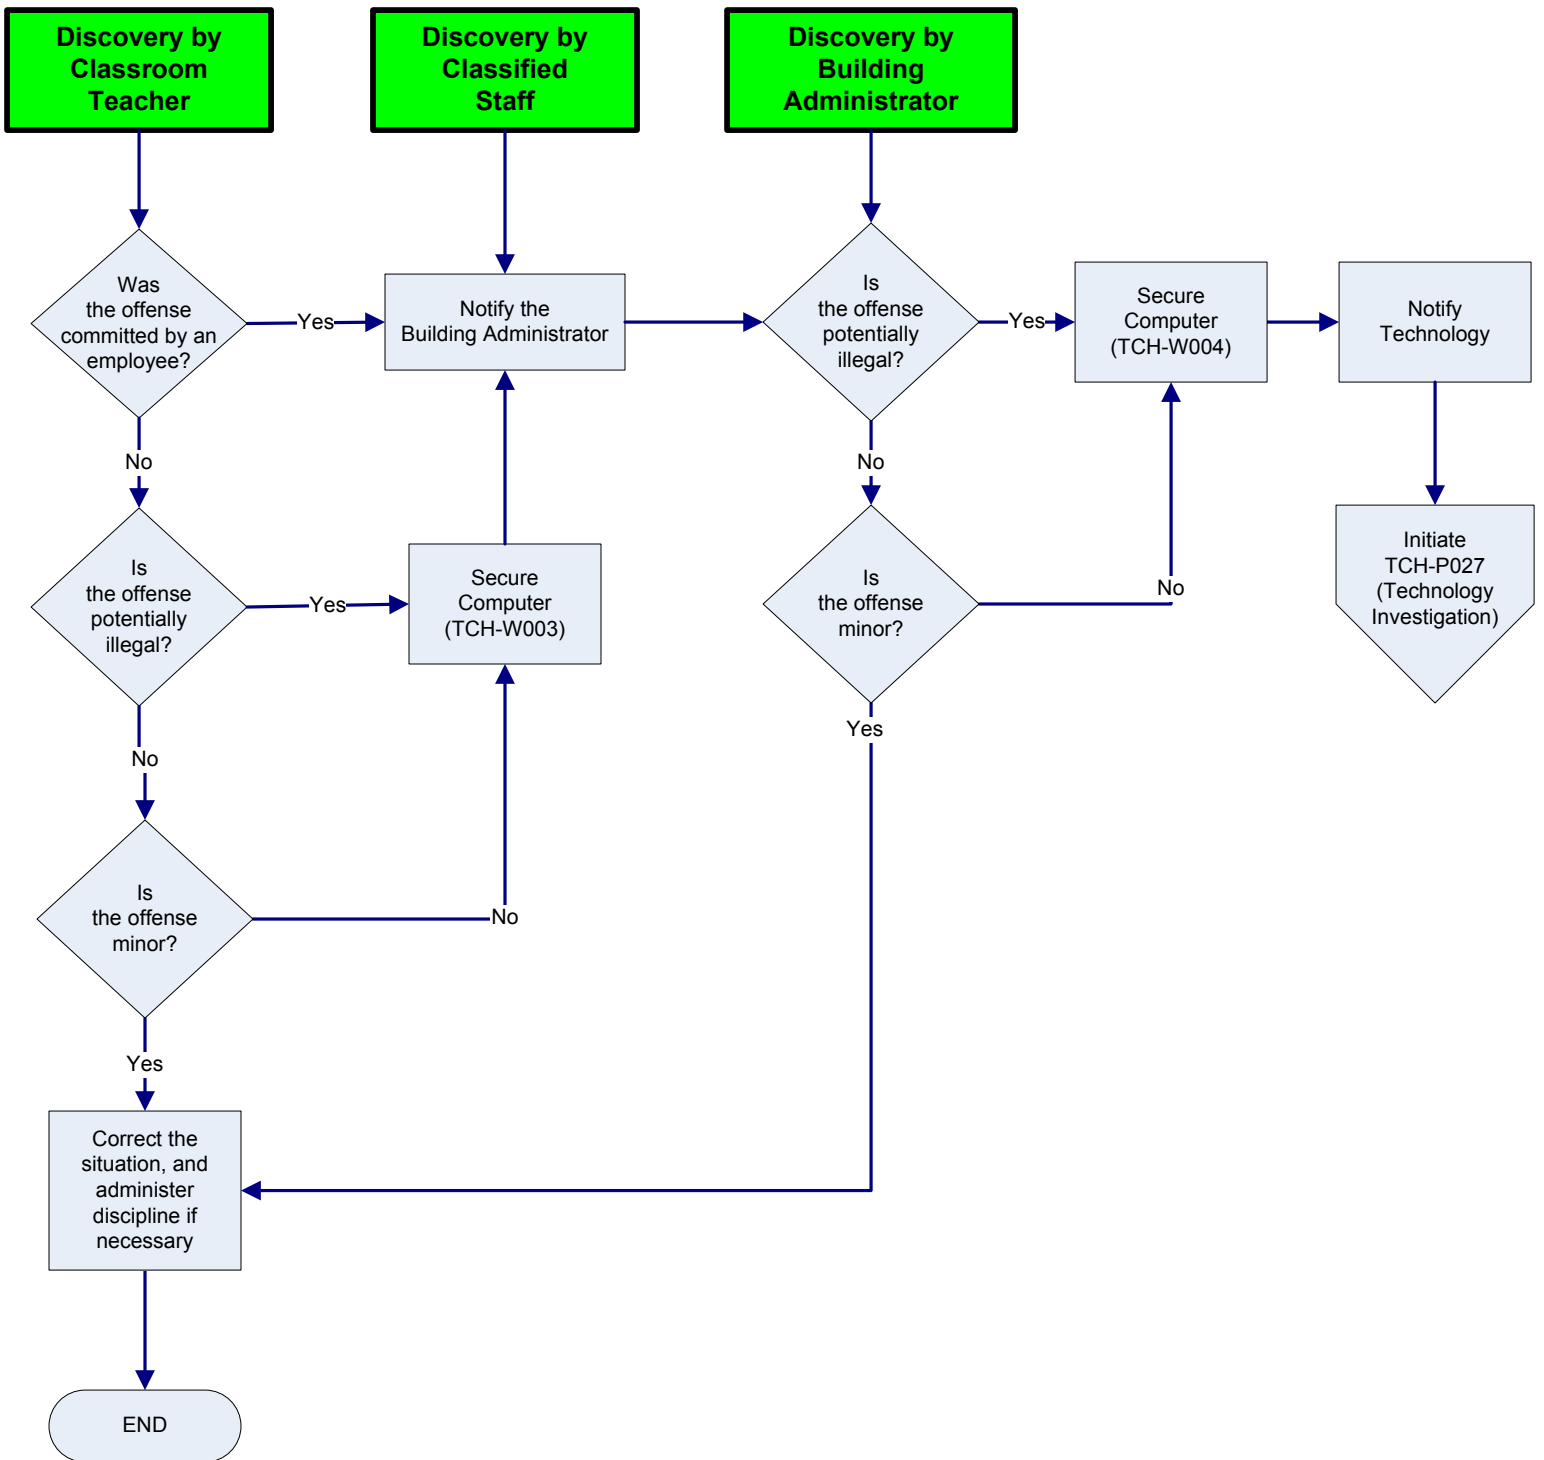 Discovery by
Classroom
Teacher
Discovery by
Classified
Staff
Discovery by
Building
Administrator
Was
the offense
committed by an
employee?
Yes
Notify the
Building Administrator
Is
the offense
potentially
illegal?
Yes
Secure
Computer
(TCH-W004)
Notify
Technology
No
No
Is
the offense
potentially
illegal?
Yes
Secure
Computer
(TCH-W003)
Is
the offense
minor?
No
Initiate
TCH-P027
(Technology
Investigation)
No
Yes
Is
the offense
minor?
No
Yes
Correct the
situation, and
administer
discipline if
necessary
END